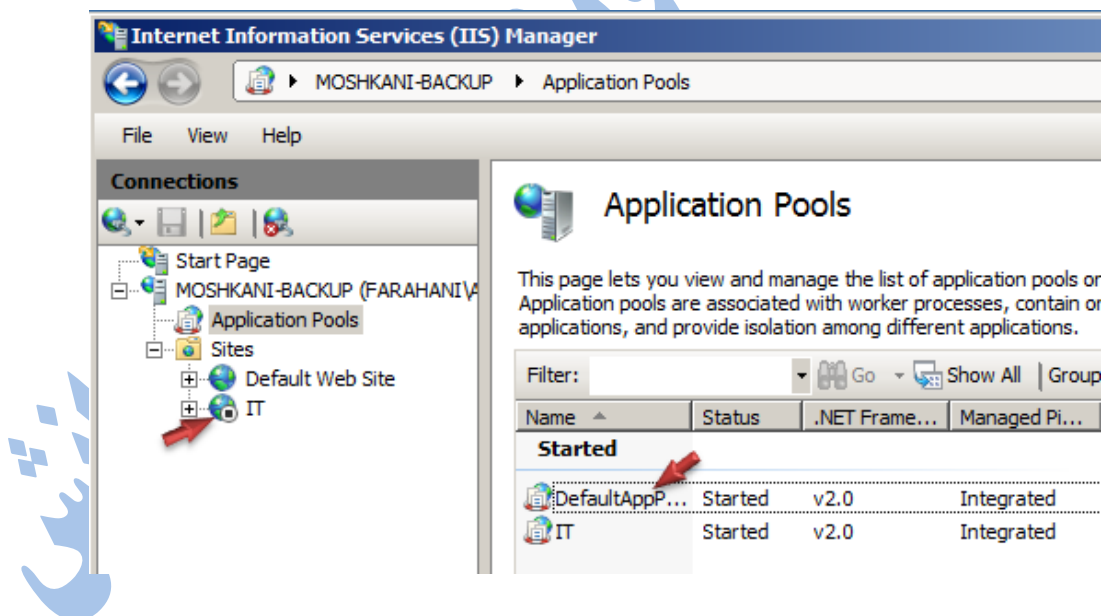 Internet Information Services (IIS) Manager
MOSHKANI-BACKUP Application Pools
File View Help
Connections
Start Page
MOSHKANI-BACKUP (FARAHANI\A
Application Pools
Sites
Default Web Site
IT
Application Pools
This page lets you view and manage the list of application pools on
Application pools are associated with worker processes, contain on
applications, and provide isolation among different applications.
Filter: Go Show All Group
Name Status .NET Frame... Managed Pi...
Started
DefaultAppP... Started v2.0 Integrated
IT Started v2.0 Integrated